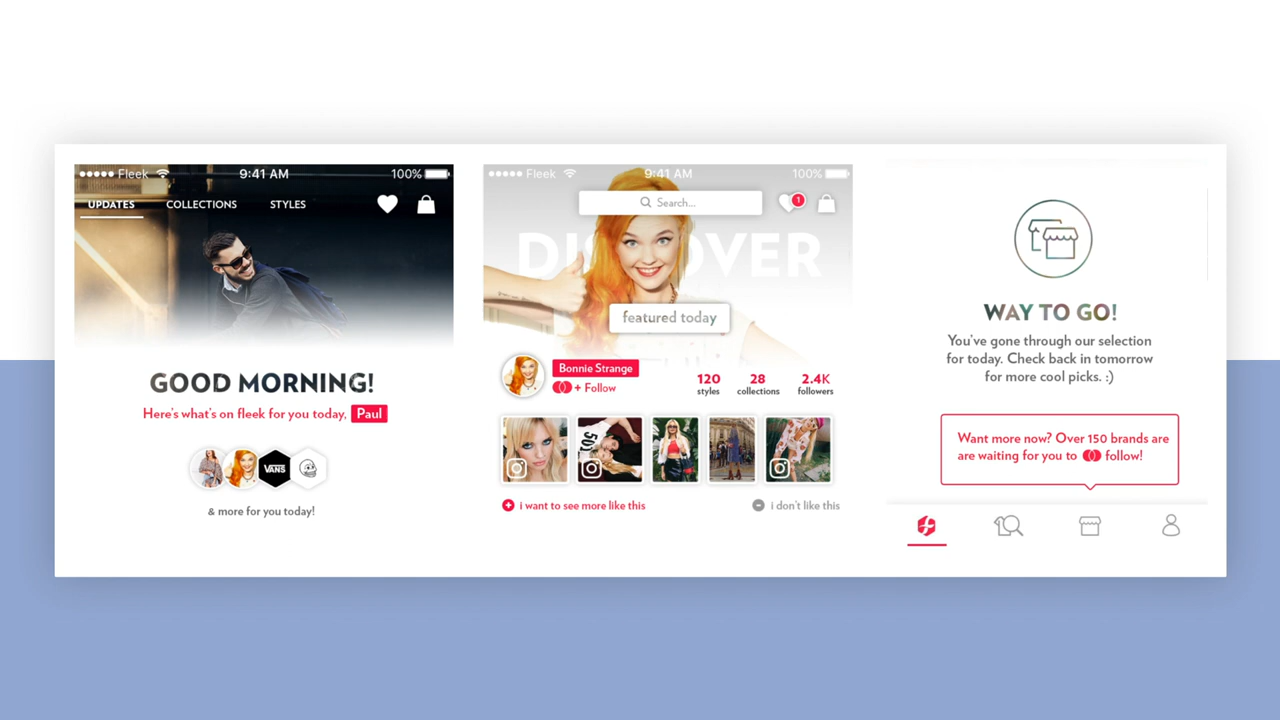 Fleek 9:41 AM 100%
UPDATES COLLECTIONS STYLES
GOOD MORNING!
Here's what's on fleek for you today, Paul
VANS
& more for you today!
Fleek 9:41 AM 100%
Search...
1
DISCOVER
featured today
Bonnie Strange
+ Follow
120 28 2.4K
styles collections followers
50
i want to see more like this
i don't like this
WAY TO GO!
You've gone through our selection
for today. Check back in tomorrow
for more cool picks. :)
Want more now? Over 150 brands are
are waiting for you to follow!